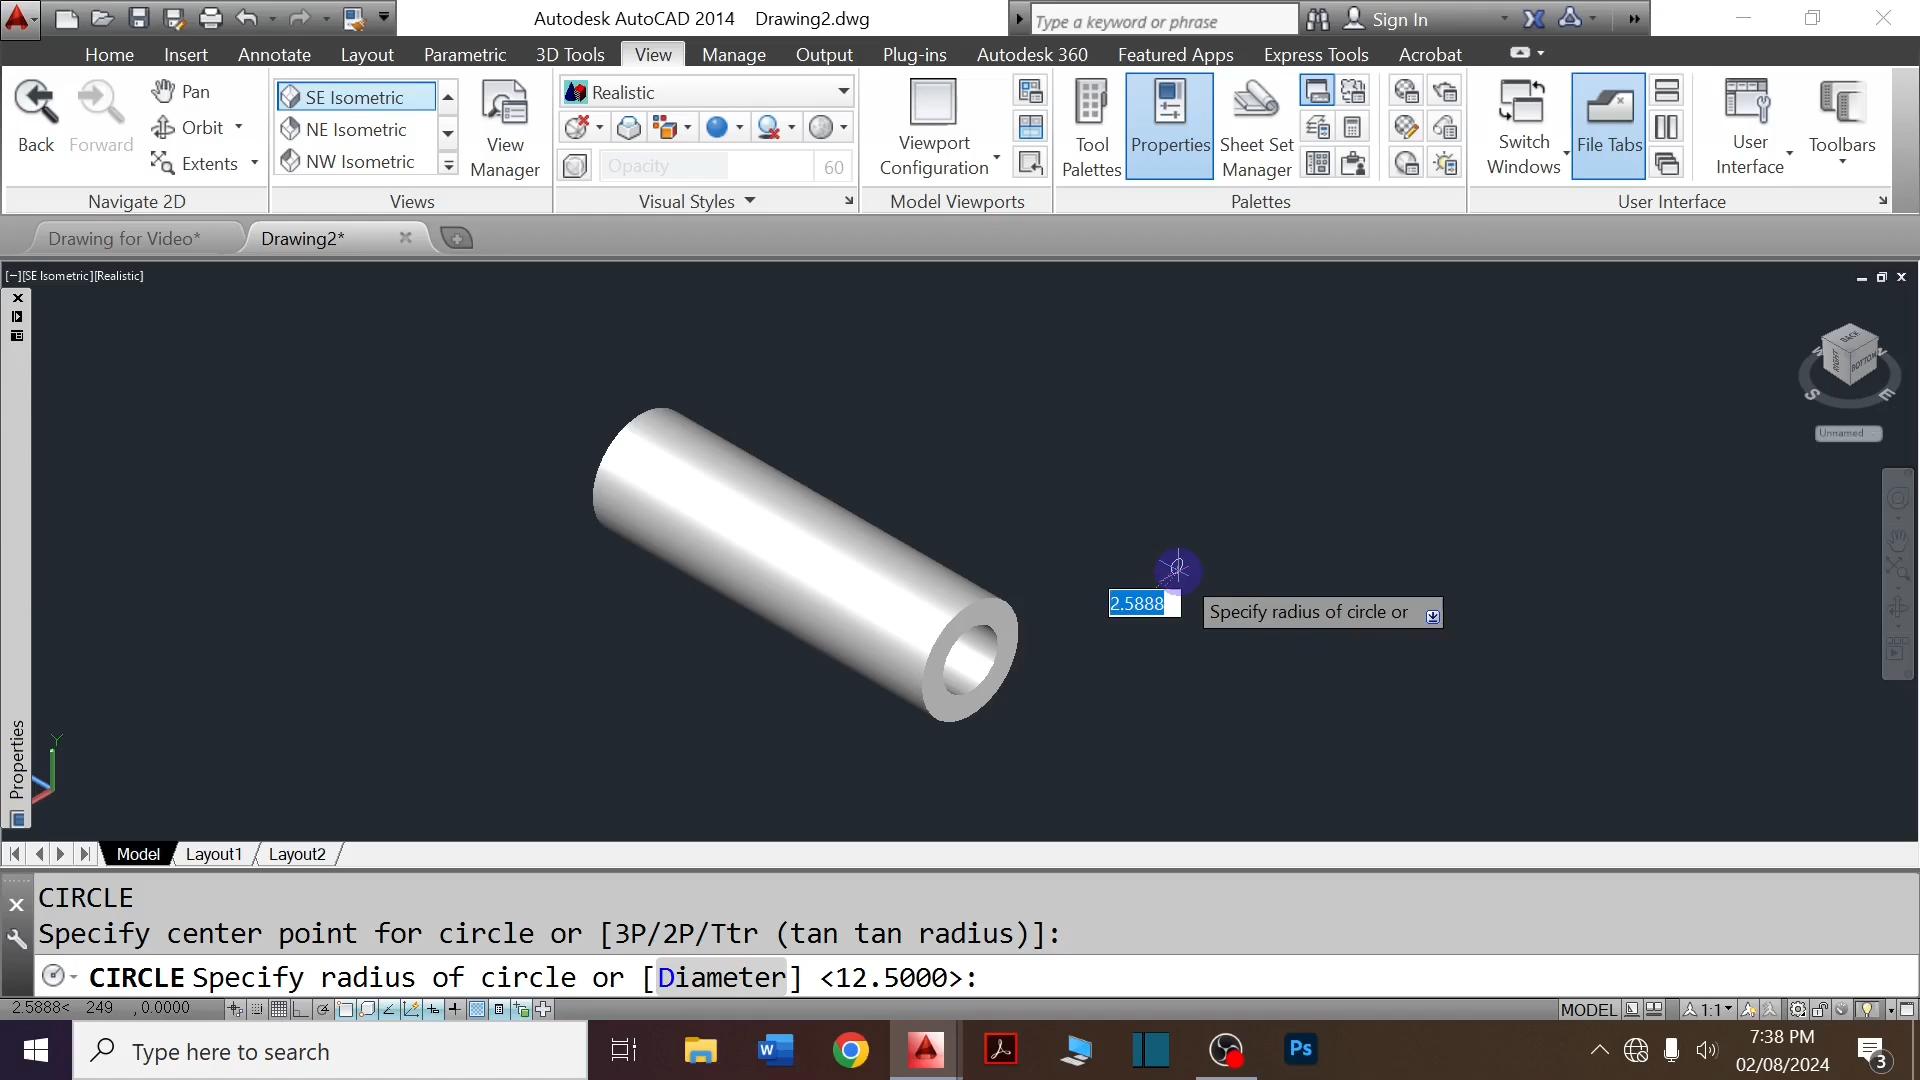 Autodesk AutoCAD 2014 Drawing2.dwg
Type a keyword or phrase
Sign In
Home Insert Annotate Layout Parametric 3D Tools View Manage Output Plug-ins Autodesk 360 Featured Apps Express Tools Acrobat
Back
Forward
Pan
Orbit
Extents
Navigate 2D
SE Isometric
NE Isometric
NW Isometric
View
Manager
Views
Realistic
Opacity 60
Visual Styles
Viewport
Configuration
Model Viewports
Tool
Palettes
Properties
Sheet Set
Manager
Palettes
Switch
Windows
File Tabs
User
Interface
Toolbars
User Interface
Drawing for Video*
Drawing2*
[−][SE Isometric][Realistic]
BACK
RIGHT
BOTTOM
W
N
S
E
Unnamed
Properties
Y
2.5888
Specify radius of circle or
Model Layout1 Layout2
CIRCLE
Specify center point for circle or [3P/2P/Ttr (tan tan radius)]:
CIRCLE Specify radius of circle or [Diameter] <12.5000>:
2.5888< 249 , 0.0000
MODEL
1:1
Type here to search
W
Ps
7:38 PM
02/08/2024
3